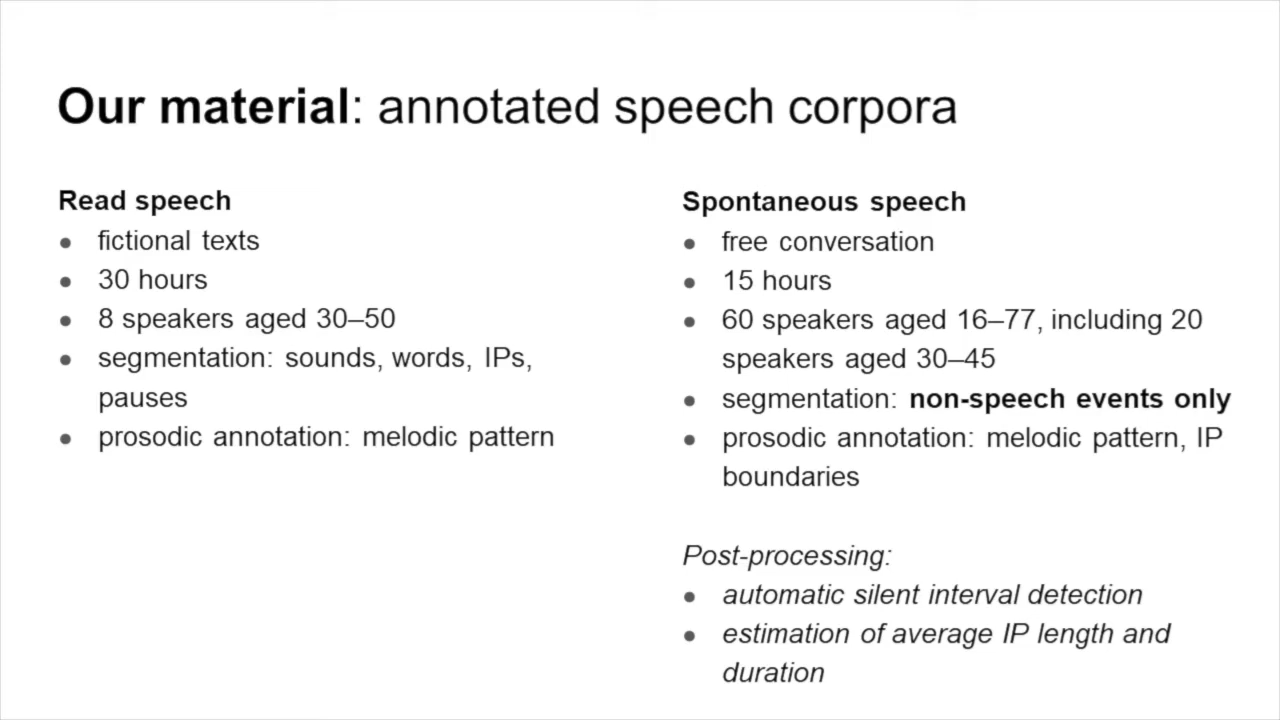 Our material: annotated speech corpora
Read speech
● fictional texts
● 30 hours
● 8 speakers aged 30–50
● segmentation: sounds, words, IPs,
pauses
● prosodic annotation: melodic pattern
Spontaneous speech
● free conversation
● 15 hours
● 60 speakers aged 16–77, including 20
speakers aged 30–45
● segmentation: non-speech events only
● prosodic annotation: melodic pattern, IP
boundaries
Post-processing:
● automatic silent interval detection
● estimation of average IP length and
duration